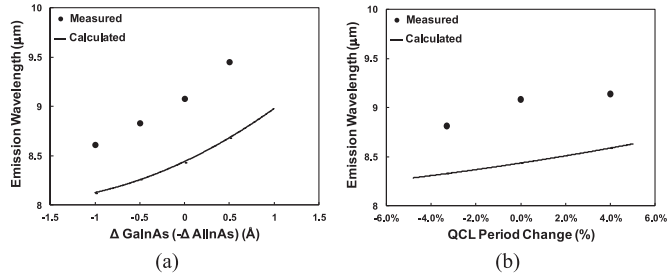 Measured
Calculated
Emission Wavelength (μm)
10
9.5
9
8.5
8
-1.5
-1
-0.5
0
0.5
1
1.5
Δ GaInAs (-Δ AlInAs) (Å)
(a)
Measured
Calculated
Emission Wavelength (μm)
10
9.5
9
8.5
8
-6.0%
-4.0%
-2.0%
0.0%
2.0%
4.0%
6.0%
QCL Period Change (%)
(b)